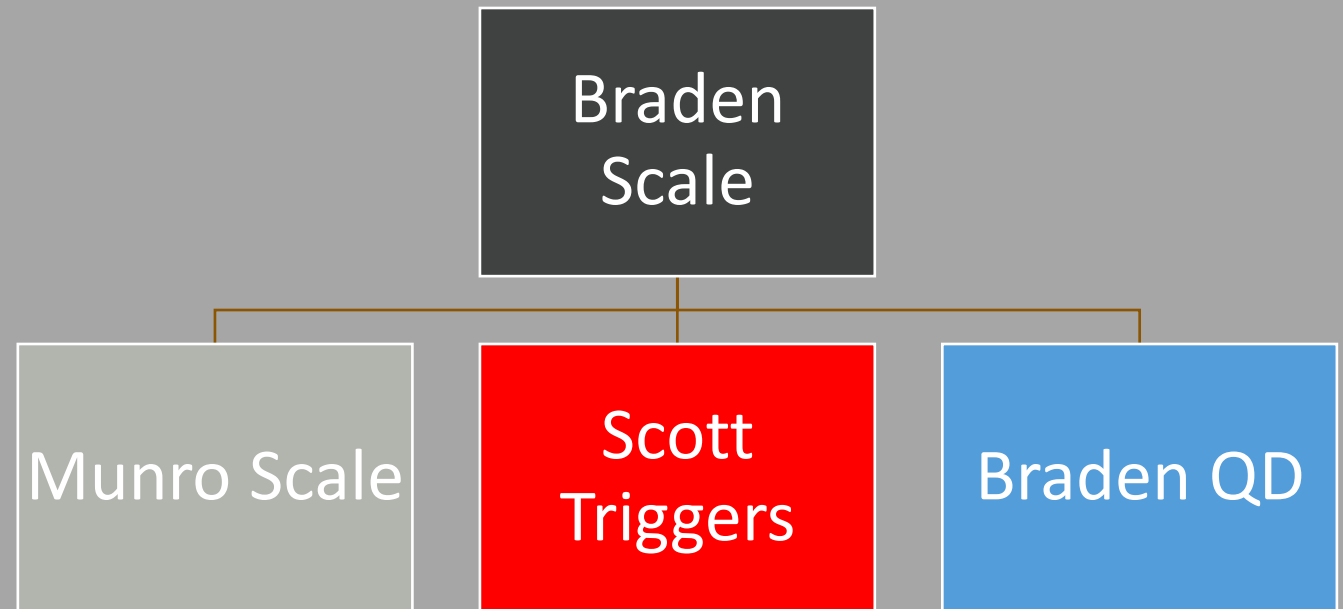 Braden
Scale
Munro Scale
Scott
Triggers
Braden QD